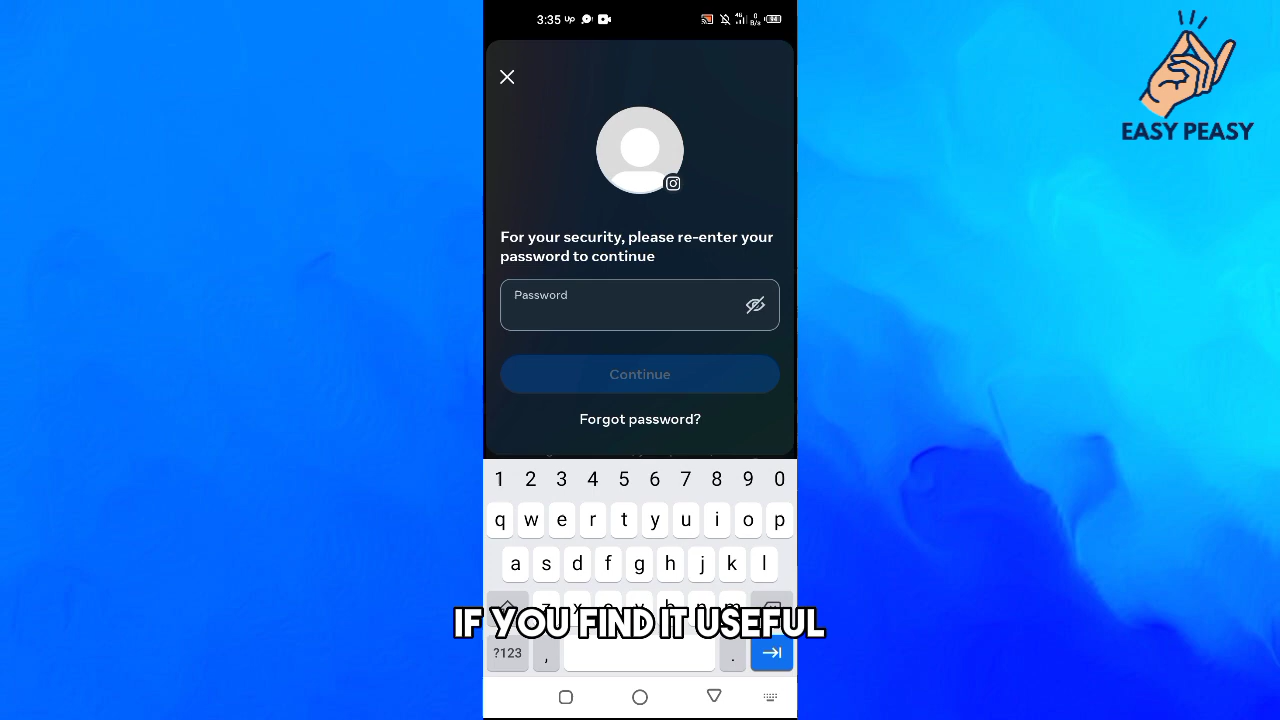 3:35 UP
EASY PEASY
For your security, please re-enter your
password to continue
Password
Continue
Forgot password?
1 2 3 4 5 6 7 8 9 0
q w e r t y u i o p
a s d f g h j k l
IF YOU FIND IT USEFUL
?123 , .